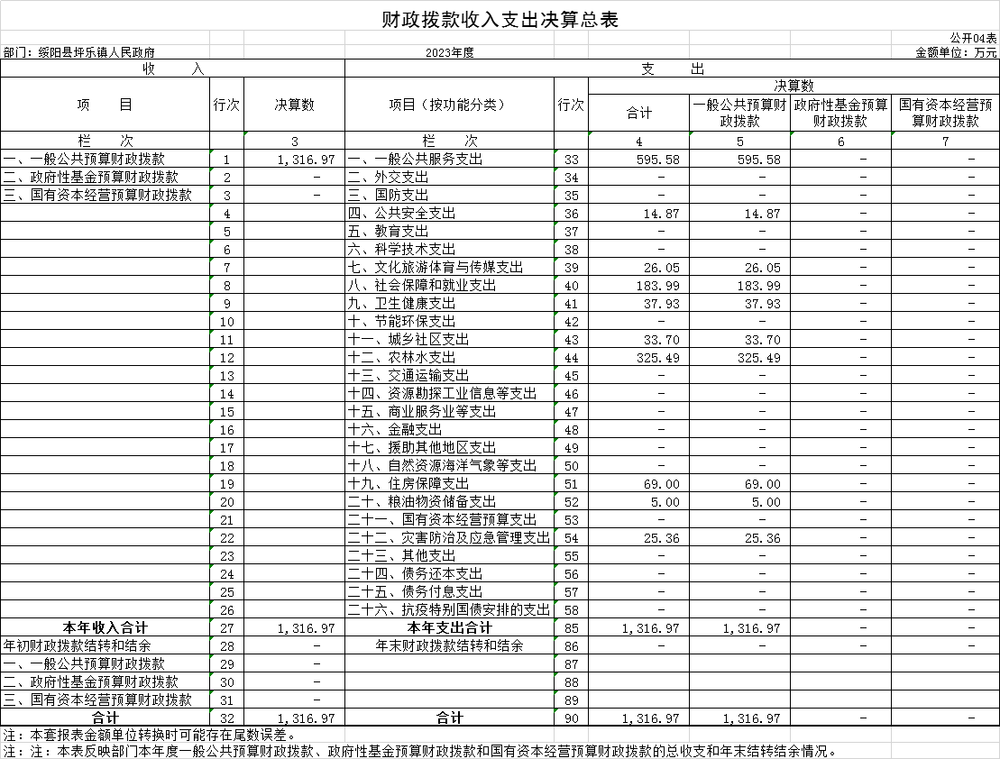 财政拨款收入支出决算总表
公开04表
部门：绥阳县坪乐镇人民政府 2023年度 金额单位：万元
收 入 支 出
项 目 行次 决算数 项目（按功能分类） 行次 决算数
合计 一般公共预算财政拨款 政府性基金预算财政拨款 国有资本经营预算财政拨款
栏 次 3 栏 次 4 5 6 7
一、一般公共预算财政拨款 1 1,316.97 一、一般公共服务支出 33 595.58 595.58 - -
二、政府性基金预算财政拨款 2 - 二、外交支出 34 - - - -
三、国有资本经营预算财政拨款 3 - 三、国防支出 35 - - - -
4 四、公共安全支出 36 14.87 14.87 - -
5 五、教育支出 37 - - - -
6 六、科学技术支出 38 - - - -
7 七、文化旅游体育与传媒支出 39 26.05 26.05 - -
8 八、社会保障和就业支出 40 183.99 183.99 - -
9 九、卫生健康支出 41 37.93 37.93 - -
10 十、节能环保支出 42 - - - -
11 十一、城乡社区支出 43 33.70 33.70 - -
12 十二、农林水支出 44 325.49 325.49 - -
13 十三、交通运输支出 45 - - - -
14 十四、资源勘探工业信息等支出 46 - - - -
15 十五、商业服务业等支出 47 - - - -
16 十六、金融支出 48 - - - -
17 十七、援助其他地区支出 49 - - - -
18 十八、自然资源海洋气象等支出 50 - - - -
19 十九、住房保障支出 51 69.00 69.00 - -
20 二十、粮油物资储备支出 52 5.00 5.00 - -
21 二十一、国有资本经营预算支出 53 - - - -
22 二十二、灾害防治及应急管理支出 54 25.36 25.36 - -
23 二十三、其他支出 55 - - - -
24 二十四、债务还本支出 56 - - - -
25 二十五、债务付息支出 57 - - - -
26 二十六、抗疫特别国债安排的支出 58 - - - -
本年收入合计 27 1,316.97 本年支出合计 85 1,316.97 1,316.97 - -
年初财政拨款结转和结余 28 - 年末财政拨款结转和结余 86 - - - -
一、一般公共预算财政拨款 29 - 87
二、政府性基金预算财政拨款 30 - 88
三、国有资本经营预算财政拨款 31 - 89
合计 32 1,316.97 合计 90 1,316.97 1,316.97 - -
注：本套报表金额单位转换时可能存在尾数误差。
注：注：本表反映部门本年度一般公共预算财政拨款、政府性基金预算财政拨款和国有资本经营预算财政拨款的总收支和年末结转结余情况。